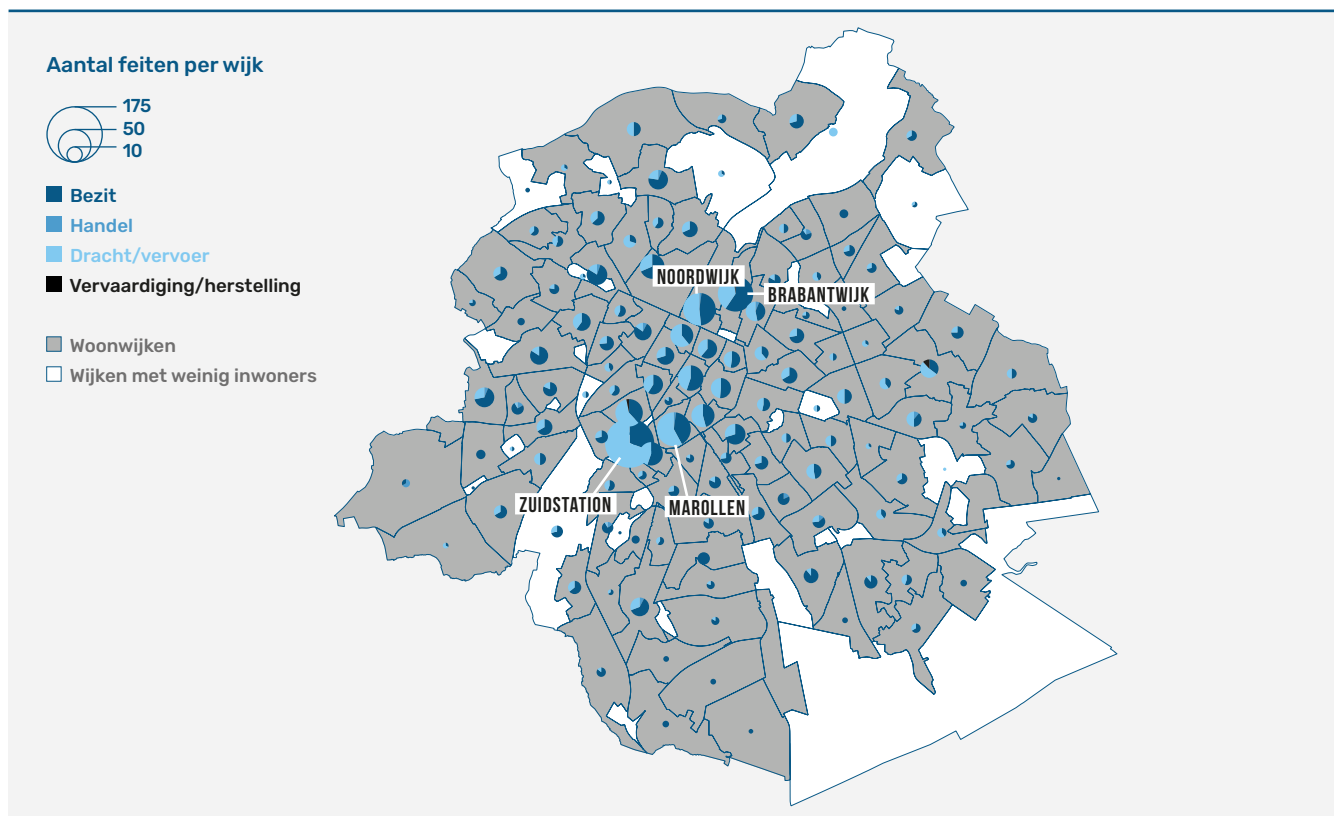 Aantal feiten per wijk
175
50
10
Bezit
Handel
Dracht/vervoer
Vervaardiging/herstelling
Woonwijken
Wijken met weinig inwoners
NOORDWIJK
BRABANTWIJK
ZUIDSTATION
MAROLLEN